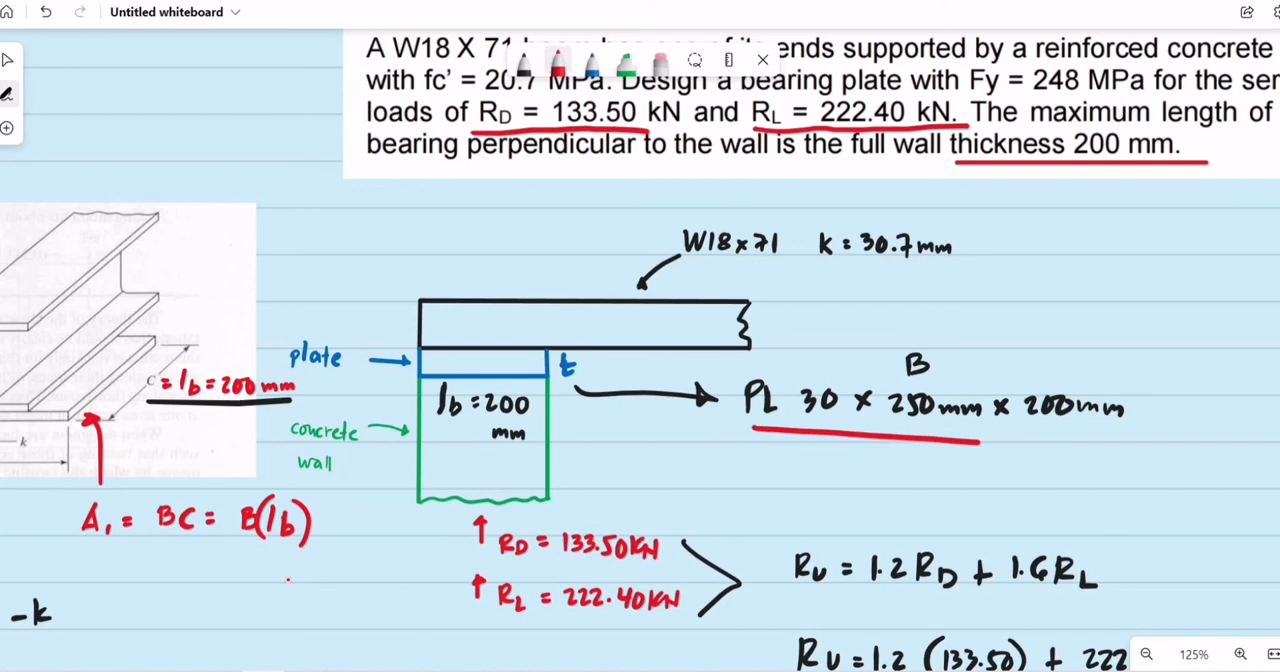 Untitled whiteboard
A W18 X 71 ends supported by a reinforced concrete
with fc' = 20.7 MPa. Design a bearing plate with Fy = 248 MPa for the ser
loads of RD = 133.50 kN and RL = 222.40 kN. The maximum length of
bearing perpendicular to the wall is the full wall thickness 200 mm.
W18x71 k = 30.7mm
plate
t
B
C = lb = 200 mm
lb = 200
mm
PL 30 x 250mm x 200mm
concrete
wall
k
A1 = BC = B(lb)
RD = 133.50KN
RL = 222.40KN
RU = 1.2RD + 1.6RL
-k
RU = 1.2 (133.50) + 222
125%